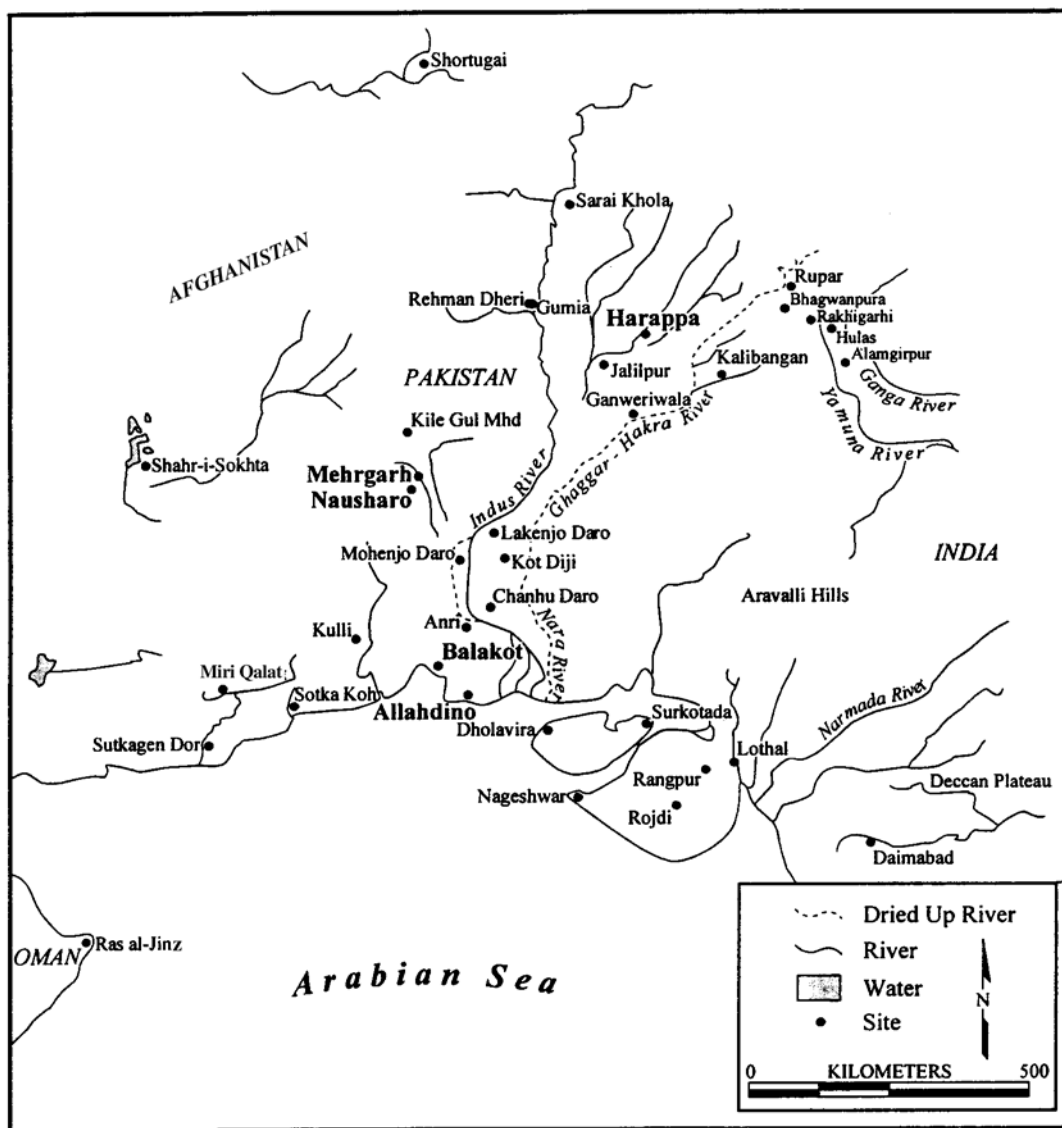 Shortugai
Sarai Khola
AFGHANISTAN
Rupar
Rehman Dheri
Gumia
Bhagwanpura
Harappa
Rakhigarhi
Hulas
Alamgirpur
PAKISTAN
Jalilpur
Kalibangan
Ganweriwala
Ganga River
Kile Gul Mhd
Ghaggar - Hakra River
Yamuna River
Shahr-i-Sokhta
Mehrgarh
Nausharo
Indus River
Lakenjo Daro
Mohenjo Daro
Kot Diji
INDIA
Chanhu Daro
Aravalli Hills
Anri
Nara River
Kulli
Balakot
Miri Qalat
Sotka Koh
Allahdino
Narmada River
Dholavira
Surkotada
Sutkagen Dor
Lothal
Rangpur
Nageshwar
Deccan Plateau
Rojdi
Daimabad
OMAN
Ras al-Jinz
Arabian Sea
Dried Up River
River
Water
Site
N
0 KILOMETERS 500